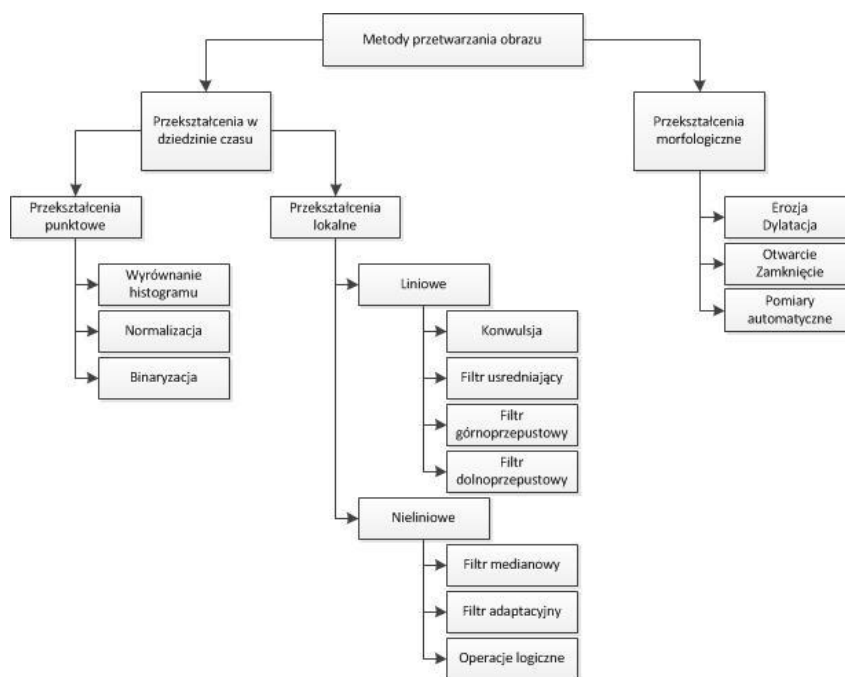 Metody przetwarzania obrazu
Przekształcenia w
dziedzinie czasu
Przekształcenia
morfologiczne
Przekształcenia
punktowe
Przekształcenia
lokalne
Erozja
Dylatacja
Otwarcie
Zamknięcie
Pomiary
automatyczne
Wyrównanie
histogramu
Normalizacja
Binaryzacja
Liniowe
Konwulsja
Filtr usredniający
Filtr
górnoprzepustowy
Filtr
dolnoprzepustowy
Nieliniowe
Filtr medianowy
Filtr adaptacyjny
Operacje logiczne